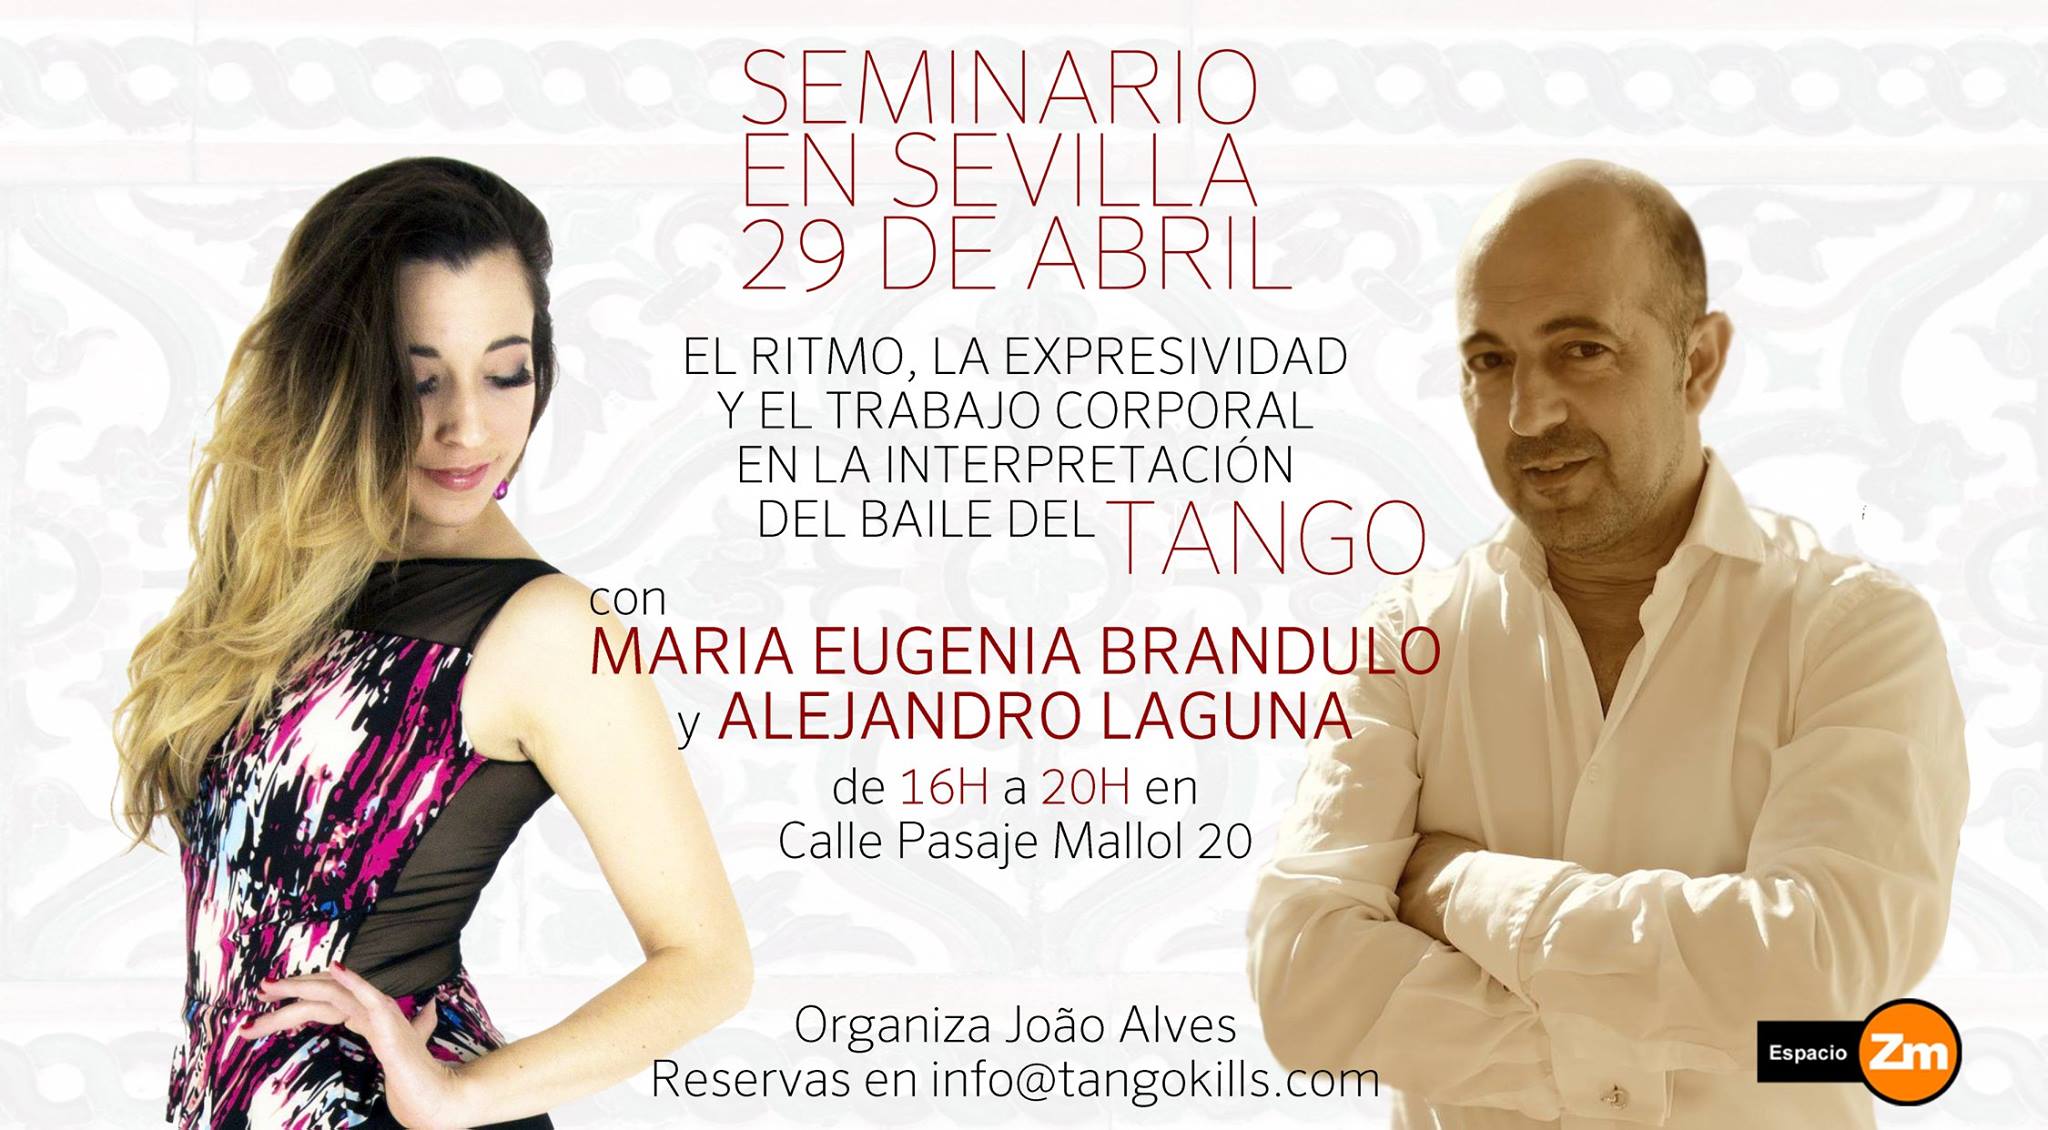 SEMINARIO
EN SEVILLA
29 DE ABRIL
EL RITMO, LA EXPRESIVIDAD
Y EL TRABAJO CORPORAL
EN LA INTERPRETACIÓN
DEL BAILE DEL TANGO
con
MARIA EUGENIA BRANDULO
y ALEJANDRO LAGUNA
de 16H a 20H en
Calle Pasaje Mallol 20
Organiza João Alves
Reservas en info@tangokills.com
Espacio Zm